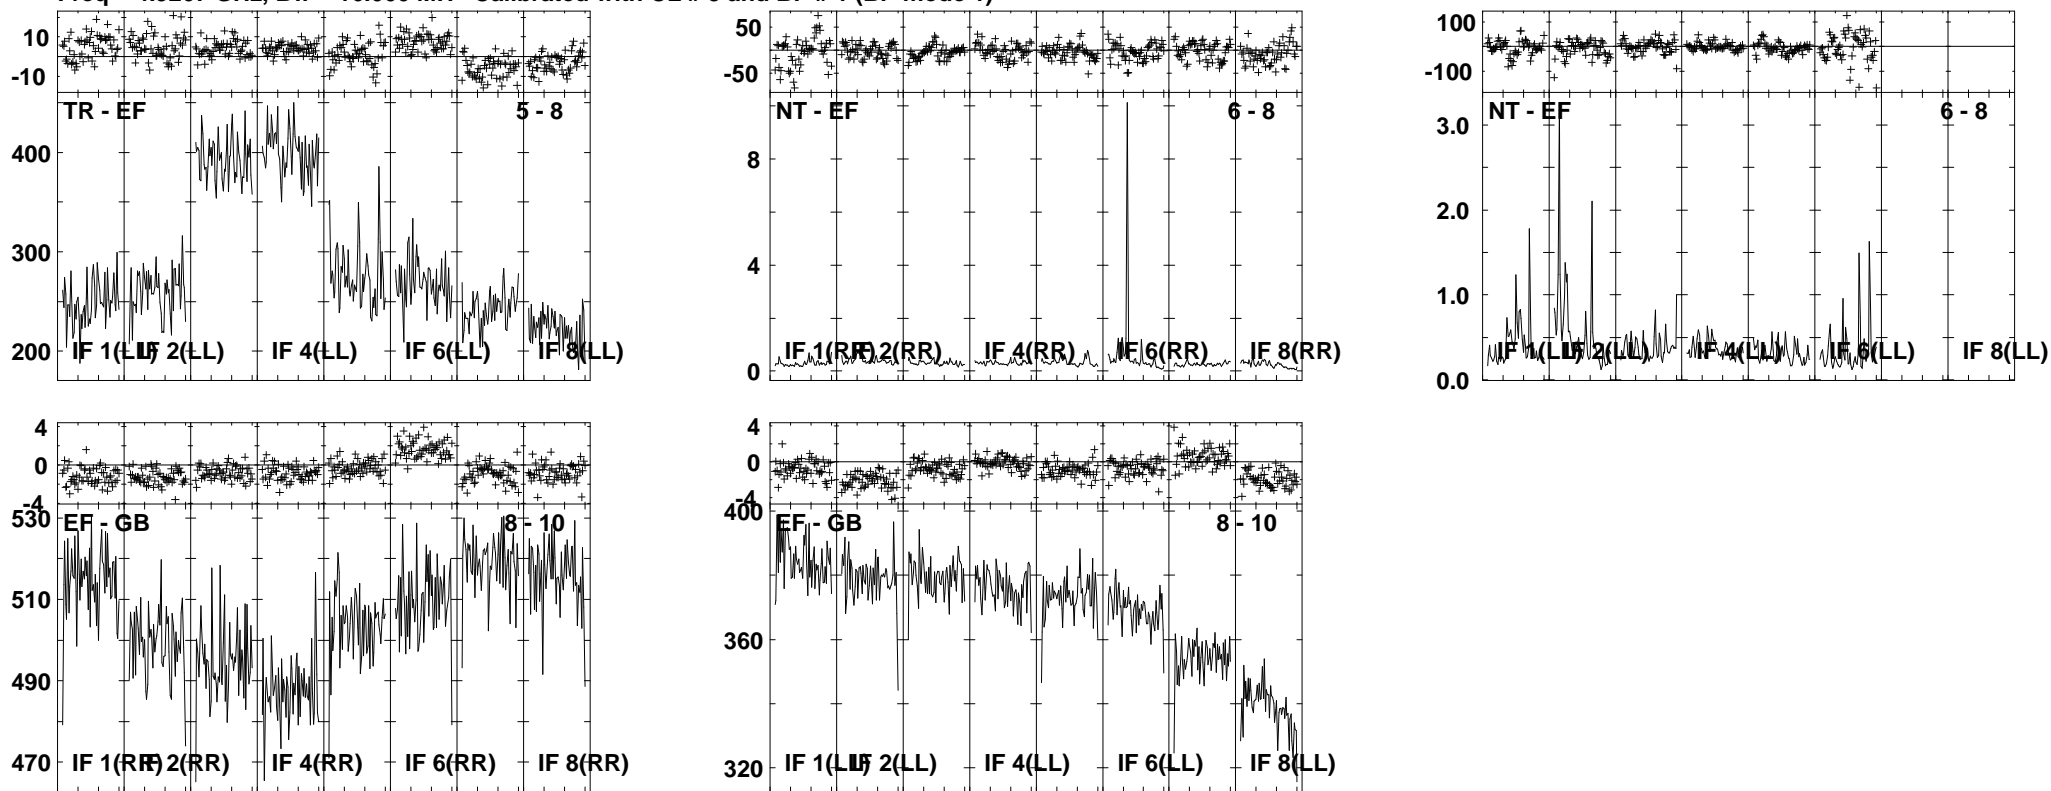 10
-10
TR - EF
5 - 8
400
300
200
IF 1(LL)
IF 2(LL)
IF 4(LL)
IF 6(LL)
IF 8(LL)
50
-50
NT - EF
6 - 8
8
4
0
IF 1(RR)
IF 2(RR)
IF 4(RR)
IF 6(RR)
IF 8(RR)
100
-100
NT - EF
6 - 8
3.0
2.0
1.0
0.0
IF 1(LL)
IF 2(LL)
IF 4(LL)
IF 6(LL)
IF 8(LL)
4
0
-4
530
EF - GB
8 - 10
510
490
470
IF 1(RR)
IF 2(RR)
IF 4(RR)
IF 6(RR)
IF 8(RR)
4
0
-4
400
EF - GB
8 - 10
360
320
IF 1(LL)
IF 2(LL)
IF 4(LL)
IF 6(LL)
IF 8(LL)